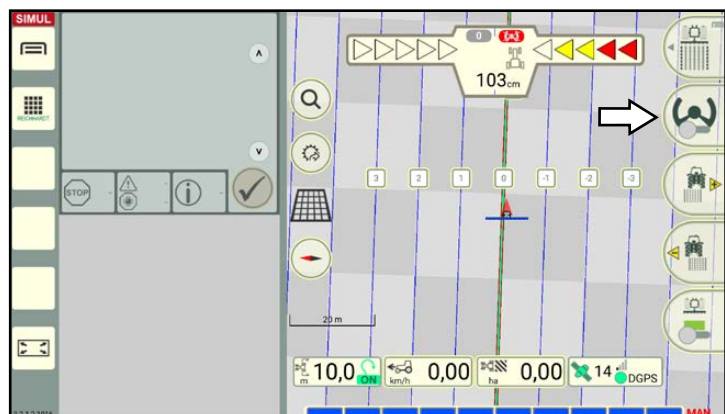 SIMUL
0
103cm
REICHHARDT
3 2 1 0 -1 -2 -3
STOP - - i - 
20 m
m 10,0 ON km/h 0,00 ha 0,00 14 DGPS
MAN